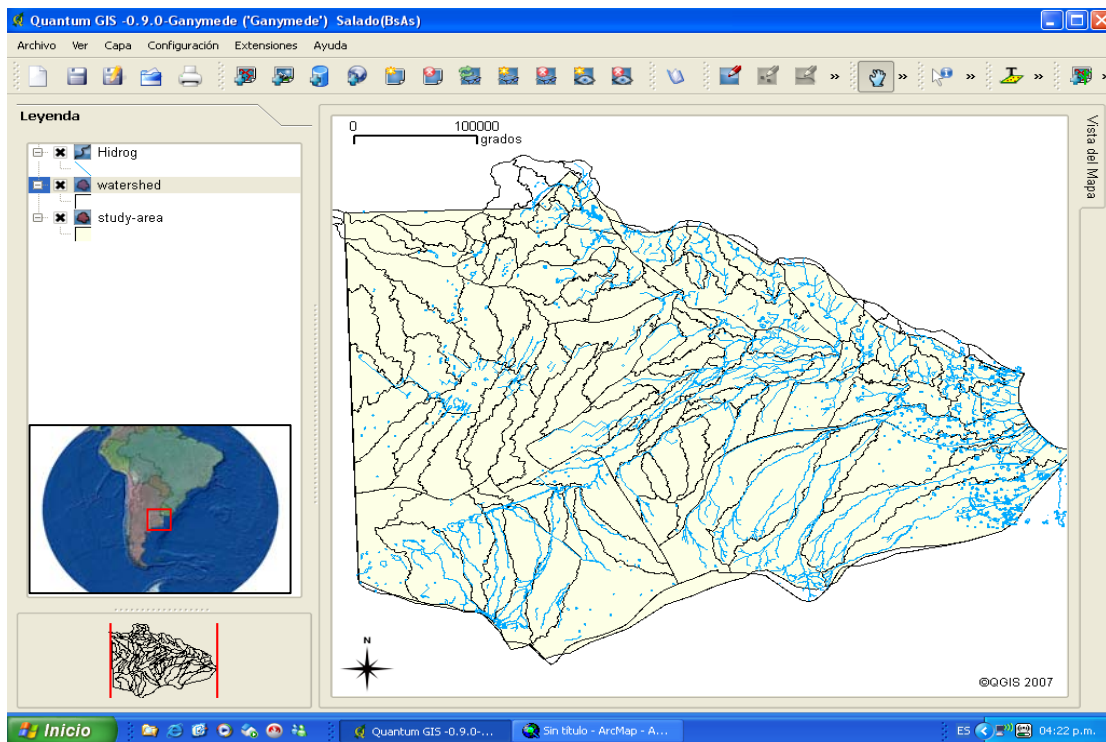 Quantum GIS -0.9.0-Ganymede ('Ganymede') Salado(BsAs)
Archivo Ver Capa Configuración Extensiones Ayuda
Leyenda
Hidrog
watershed
study-area
0 100000
grados
Vista del Mapa
N
©QGIS 2007
Inicio
Quantum GIS -0.9.0-...
Sin título - ArcMap - A...
ES
04:22 p.m.